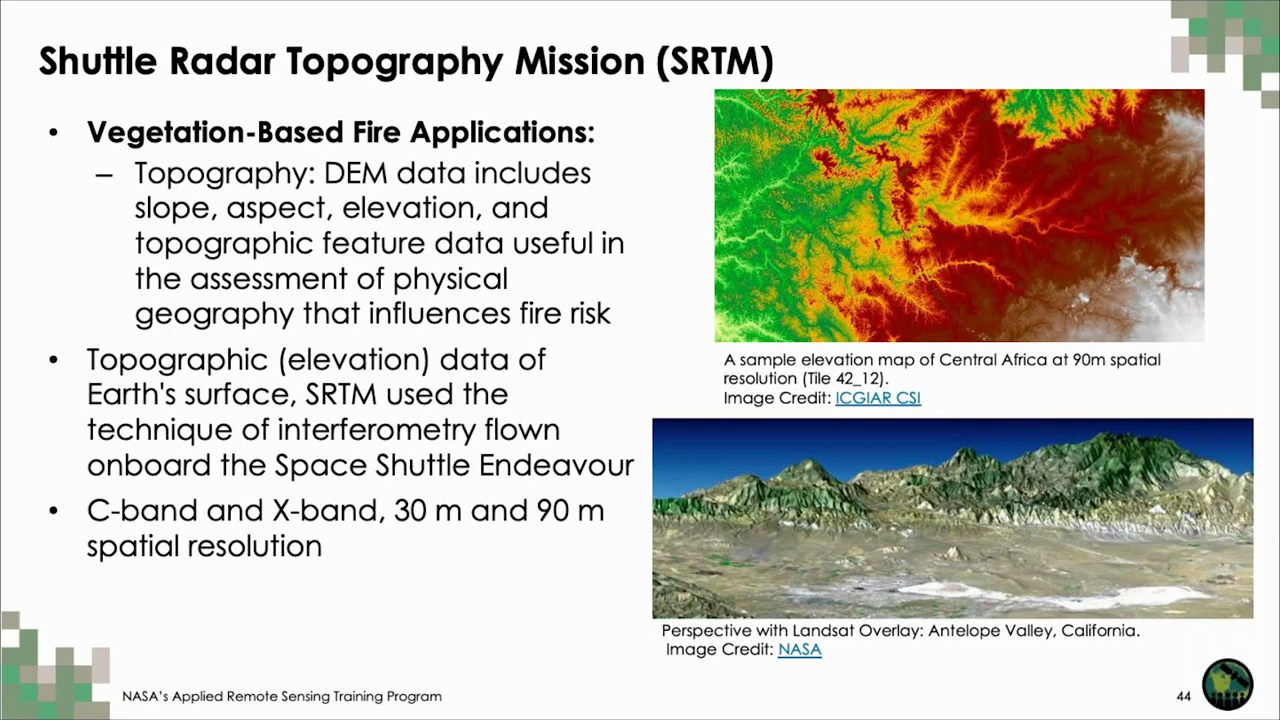 Shuttle Radar Topography Mission (SRTM)
• Vegetation-Based Fire Applications:
– Topography: DEM data includes
slope, aspect, elevation, and
topographic feature data useful in
the assessment of physical
geography that influences fire risk
• Topographic (elevation) data of
Earth's surface, SRTM used the
technique of interferometry flown
onboard the Space Shuttle Endeavour
• C-band and X-band, 30 m and 90 m
spatial resolution
A sample elevation map of Central Africa at 90m spatial
resolution (Tile 42_12).
Image Credit: ICGIAR CSI
Perspective with Landsat Overlay: Antelope Valley, California.
Image Credit: NASA
NASA's Applied Remote Sensing Training Program
44